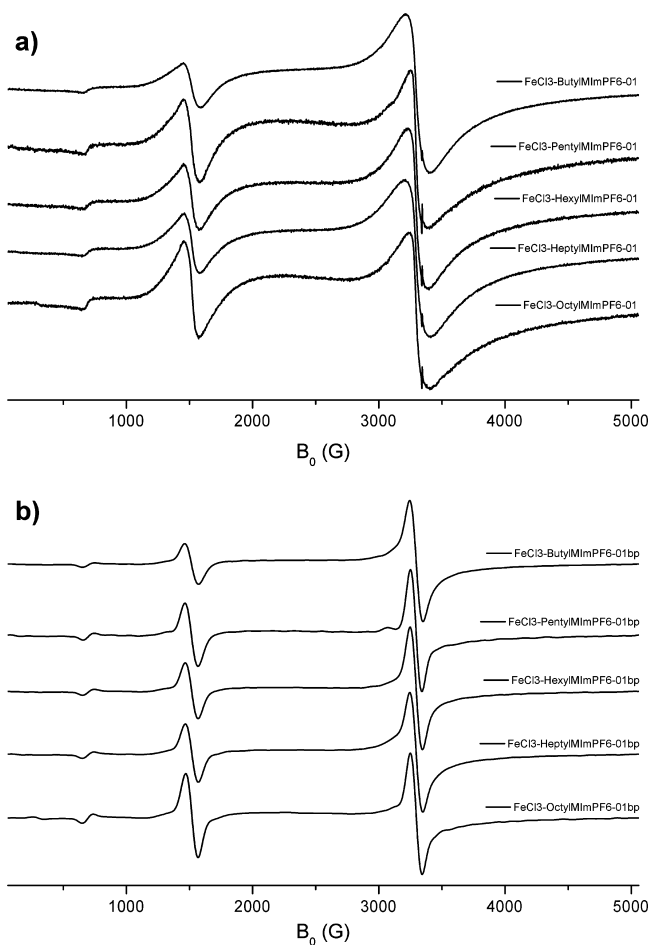 a)
FeCl3-ButylMImPF6-01
FeCl3-PentylMImPF6-01
FeCl3-HexylMImPF6-01
FeCl3-HeptylMImPF6-01
FeCl3-OctylMImPF6-01
1000 2000 3000 4000 5000
B0 (G)
b)
FeCl3-ButylMImPF6-01bp
FeCl3-PentylMImPF6-01bp
FeCl3-HexylMImPF6-01bp
FeCl3-HeptylMImPF6-01bp
FeCl3-OctylMImPF6-01bp
1000 2000 3000 4000 5000
B0 (G)